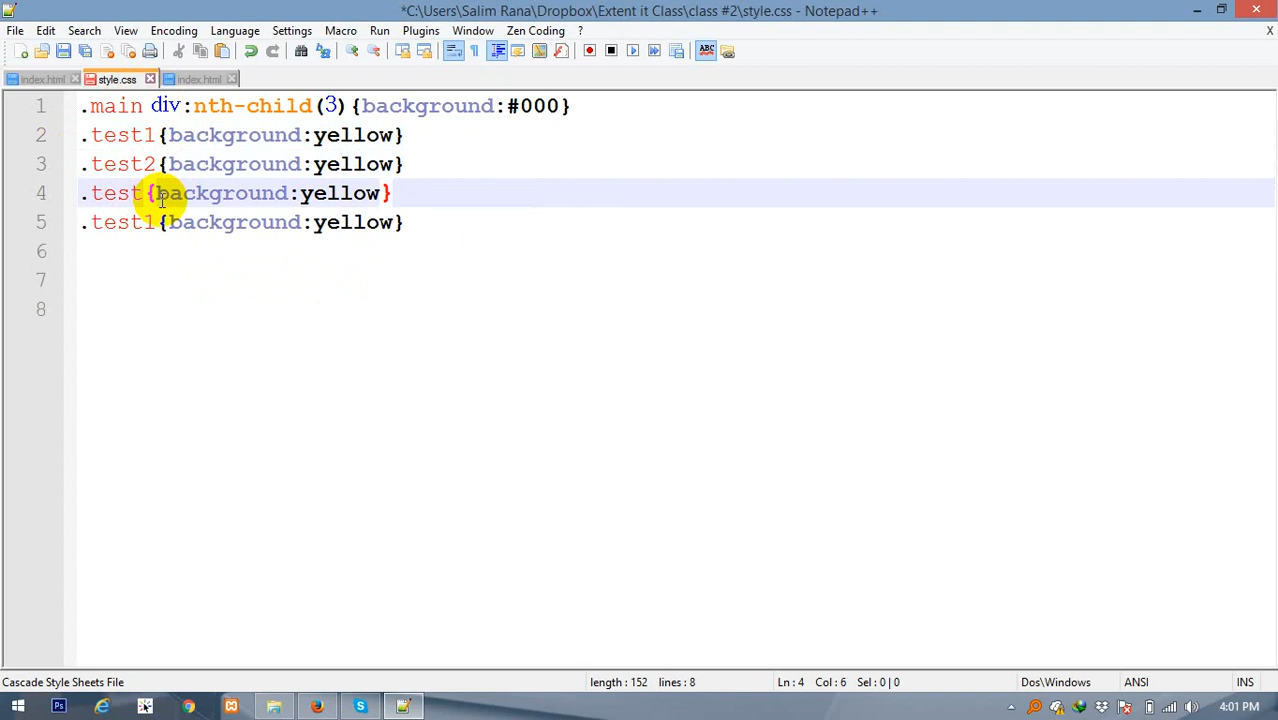 *C:\Users\Salim Rana\Dropbox\Extent it Class\class #2\style.css - Notepad++
File Edit Search View Encoding Language Settings Macro Run Plugins Window Zen Coding ? X
index.html style.css index.html
1 .main div:nth-child(3){background:#000}
2 .test1{background:yellow}
3 .test2{background:yellow}
4 .test{background:yellow}
5 .test1{background:yellow}
6
7
8
Cascade Style Sheets File length : 152 lines : 8 Ln : 4 Col : 6 Sel : 0 | 0 Dos\Windows ANSI INS
4:01 PM